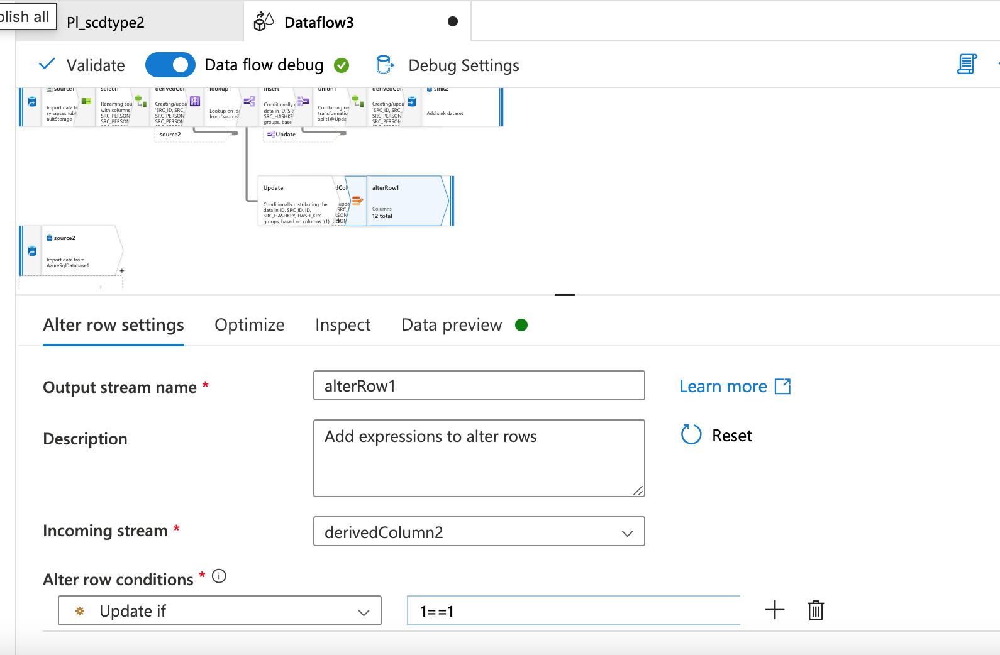 blish all
Pl_scdtype2
Dataflow3
Validate
Data flow debug
Debug Settings
source1
Import data fr
synapseshubl
aultStorage
select1
Renaming sou
with columns
SRC_PERSON
SRC_PERSON
derivedCol
Creating/upda
'SRC_ID, SRC_
SRC_PERSON
SRC_PERSON
lookup1
Lookup on 'de
from 'source2
insert
Conditionally
data in ID, SR
SRC_HASHKE
groups, base
union1
Combining ro
transformatio
split1@Upda
derivedCol
Creating/upda
'SRC_ID, SRC_
SRC_PERSON
SRC_PERSON
sink2
Add sink dataset
source2
Update
Update
Conditionally distributing the
data in ID, SRC_ID, ID,
SRC_HASHKEY, HASH_KEY
groups, based on columns '{1}'
alterRow1
Columns:
12 total
source2
Import data from
AzureSqlDatabase1
+
Alter row settings
Optimize
Inspect
Data preview
Output stream name *
alterRow1
Learn more
Description
Add expressions to alter rows
Reset
Incoming stream *
derivedColumn2
Alter row conditions *
Update if
1==1